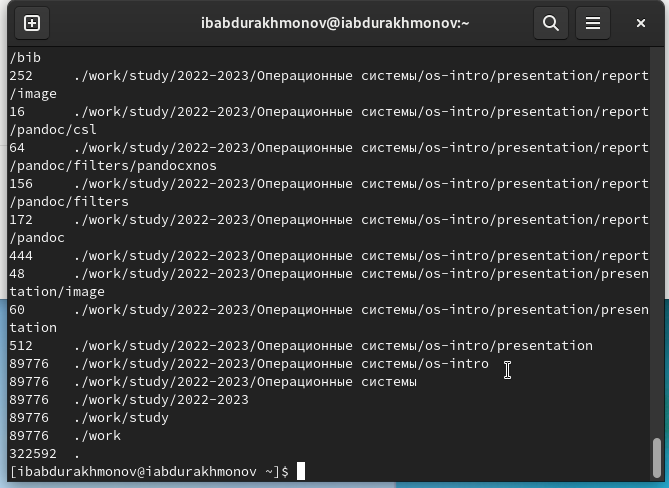 ibabdurakhmonov@iabdurakhmonov:~
/bib
252 ./work/study/2022-2023/Операционные системы/os-intro/presentation/report
/image
16 ./work/study/2022-2023/Операционные системы/os-intro/presentation/report
/pandoc/csl
64 ./work/study/2022-2023/Операционные системы/os-intro/presentation/report
/pandoc/filters/pandocxnos
156 ./work/study/2022-2023/Операционные системы/os-intro/presentation/report
/pandoc/filters
172 ./work/study/2022-2023/Операционные системы/os-intro/presentation/report
/pandoc
444 ./work/study/2022-2023/Операционные системы/os-intro/presentation/report
48 ./work/study/2022-2023/Операционные системы/os-intro/presentation/presen
tation/image
60 ./work/study/2022-2023/Операционные системы/os-intro/presentation/presen
tation
512 ./work/study/2022-2023/Операционные системы/os-intro/presentation
89776 ./work/study/2022-2023/Операционные системы/os-intro
89776 ./work/study/2022-2023/Операционные системы
89776 ./work/study/2022-2023
89776 ./work/study
89776 ./work
322592 .
[ibabdurakhmonov@iabdurakhmonov ~]$